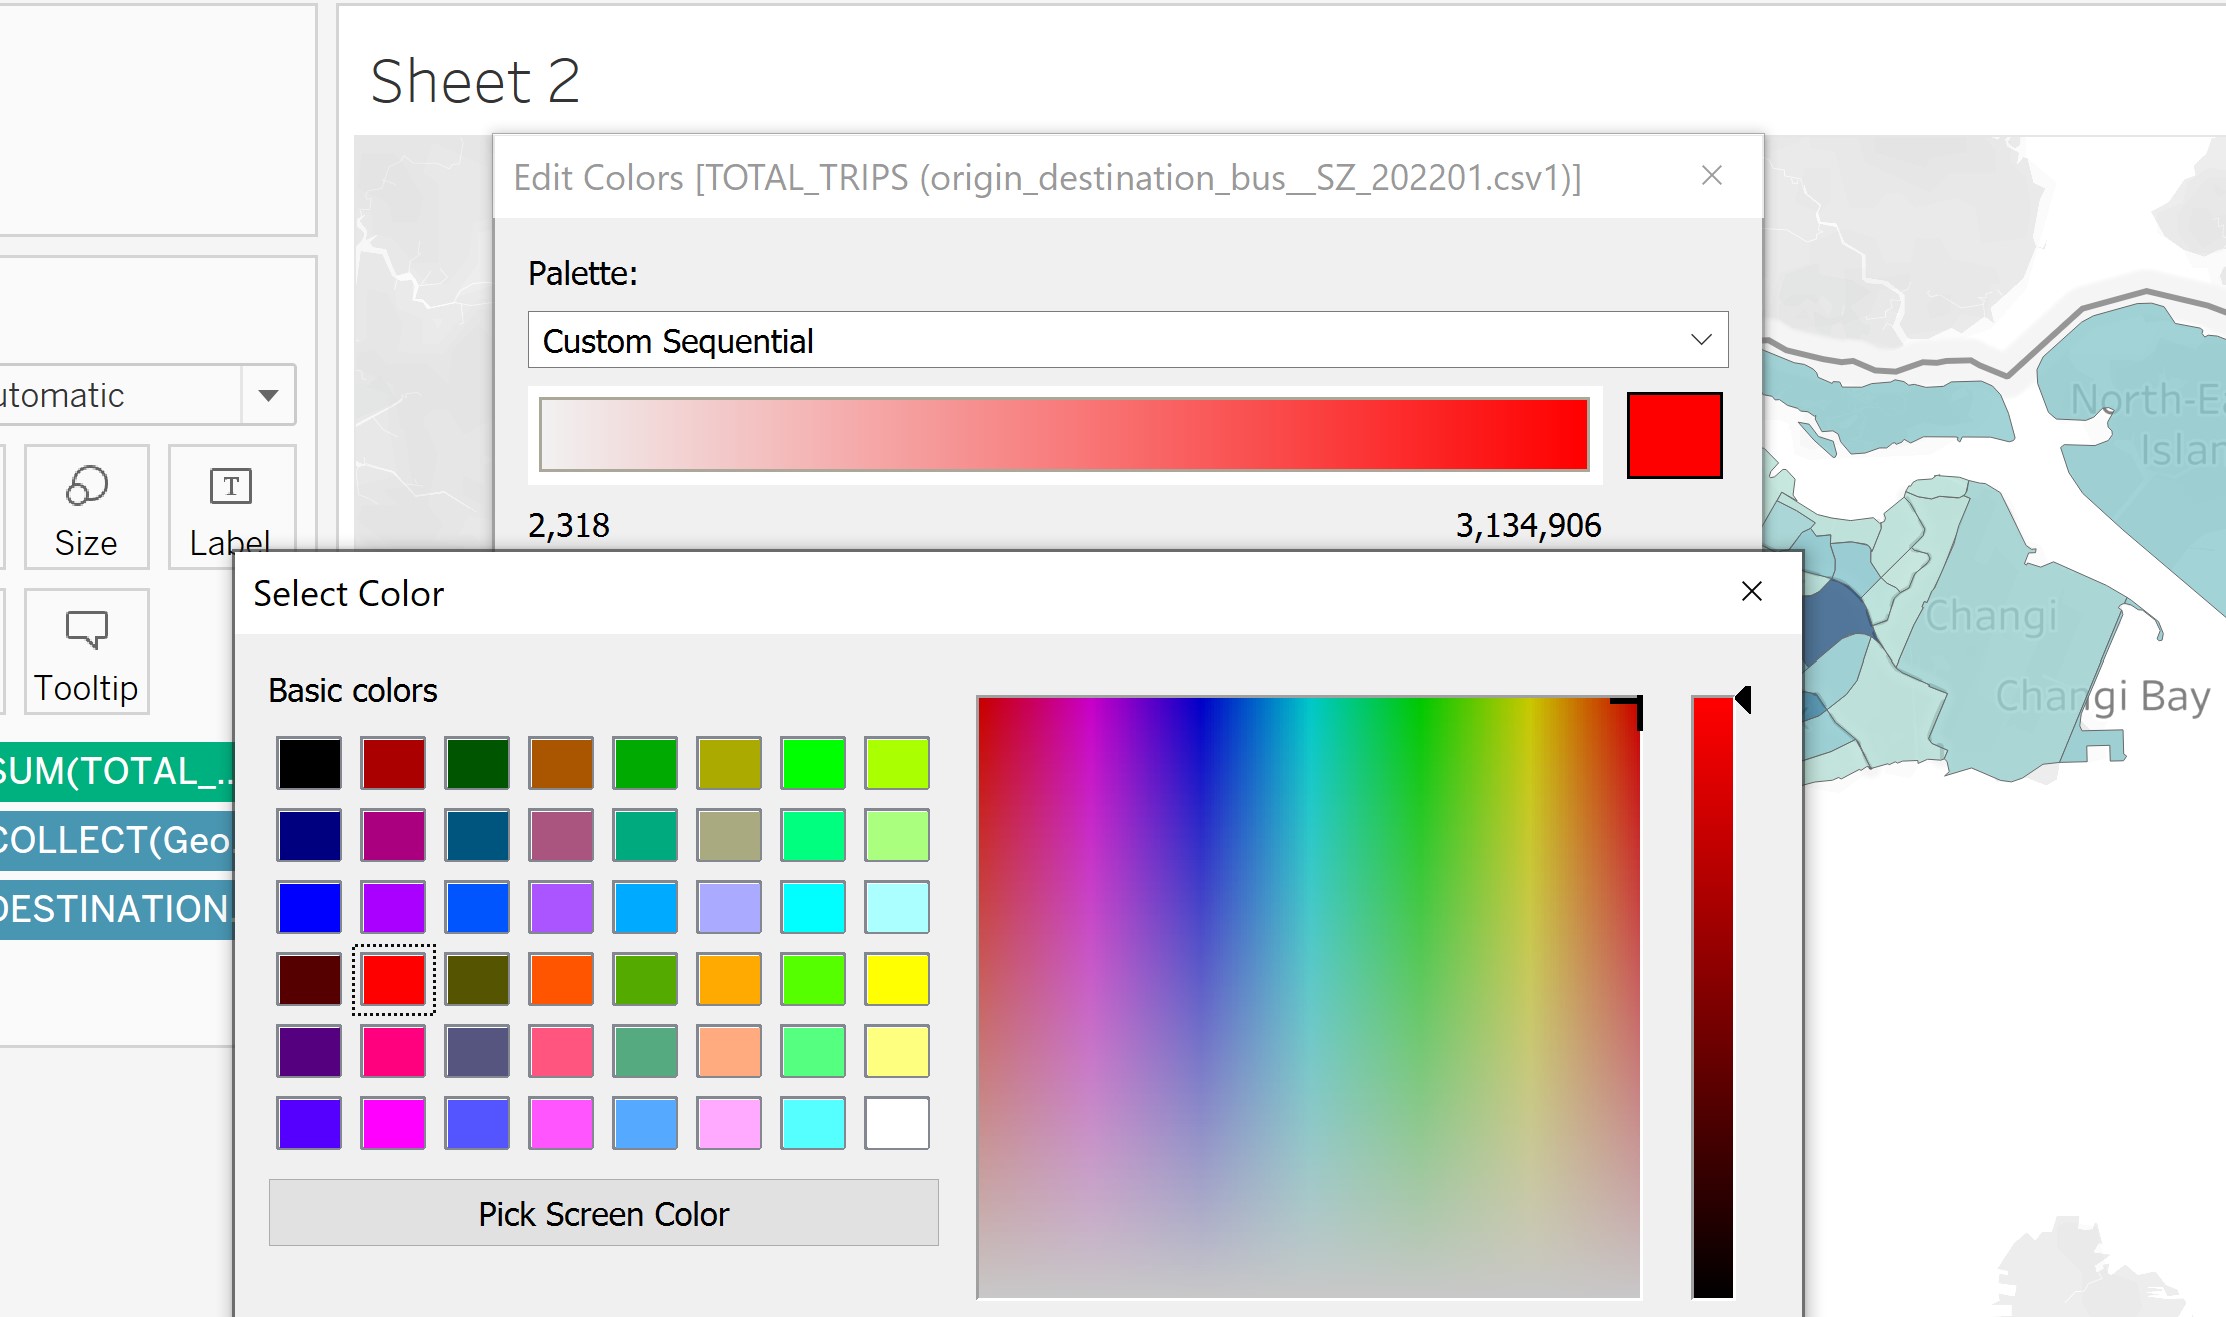 Sheet 2
Edit Colors [TOTAL_TRIPS (origin_destination_bus__SZ_202201.csv1)]
Palette:
Custom Sequential
2,318 3,134,906
utomatic
Size
Label
Tooltip
SUM(TOTAL_..
COLLECT(Geo.
DESTINATION.
Select Color
Basic colors
Pick Screen Color
North-Ea
Islan
Changi
Changi Bay